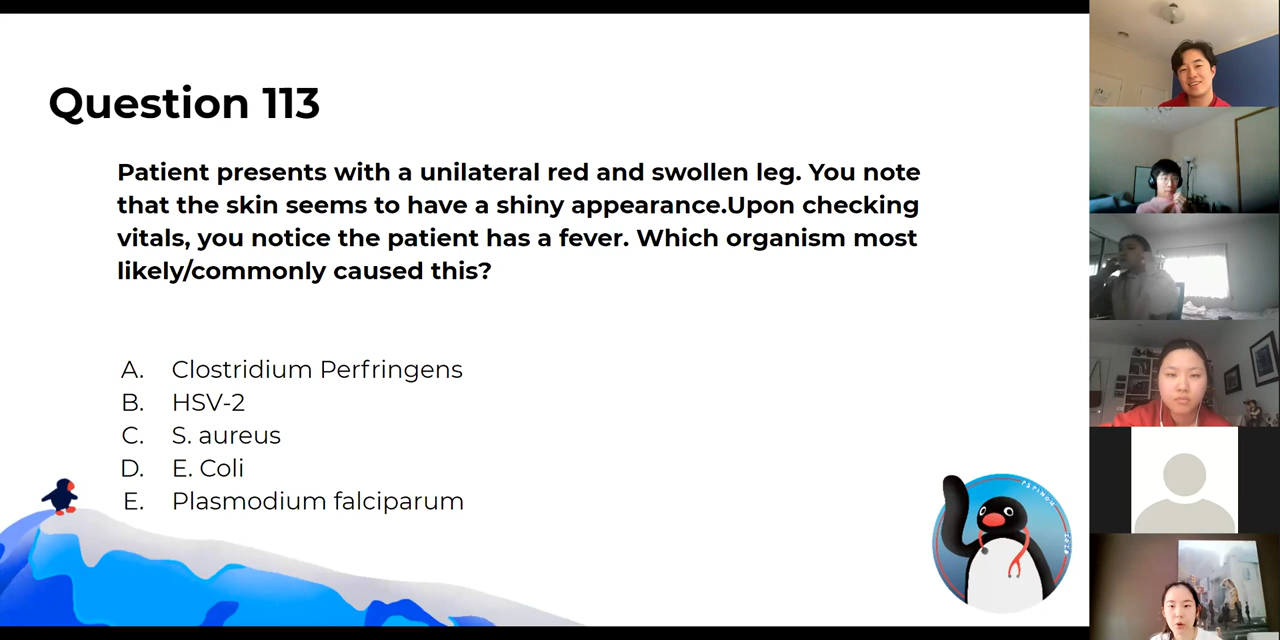 Question 113
Patient presents with a unilateral red and swollen leg. You note
that the skin seems to have a shiny appearance.Upon checking
vitals, you notice the patient has a fever. Which organism most
likely/commonly caused this?
A. Clostridium Perfringens
B. HSV-2
C. S. aureus
D. E. Coli
E. Plasmodium falciparum